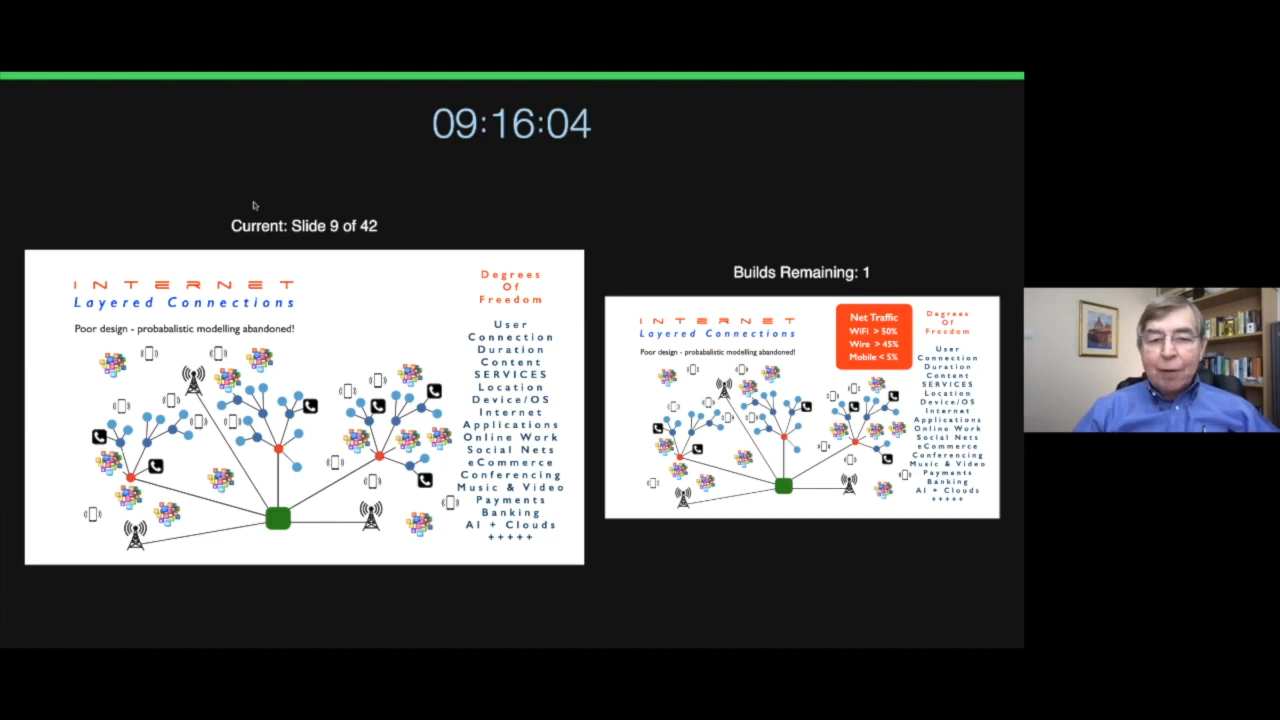 09:16:04
Current: Slide 9 of 42
INTERNET
Layered Connections
Poor design - probabalistic modelling abandoned!
Degrees
Of
Freedom
User
Connection
Duration
Content
SERVICES
Location
Device/OS
Internet
Applications
Online Work
Social Nets
eCommerce
Conferencing
Music & Video
Payments
Banking
AI + Clouds
+++++
Builds Remaining: 1
INTERNET
Layered Connections
Poor design - probabalistic modelling abandoned!
Net Traffic
WiFi > 50%
Wire > 45%
Mobile < 5%
Degrees
Of
Freedom
User
Connection
Duration
Content
SERVICES
Location
Device/OS
Internet
Applications
Online Work
Social Nets
eCommerce
Conferencing
Music & Video
Payments
Banking
AI + Clouds
+++++